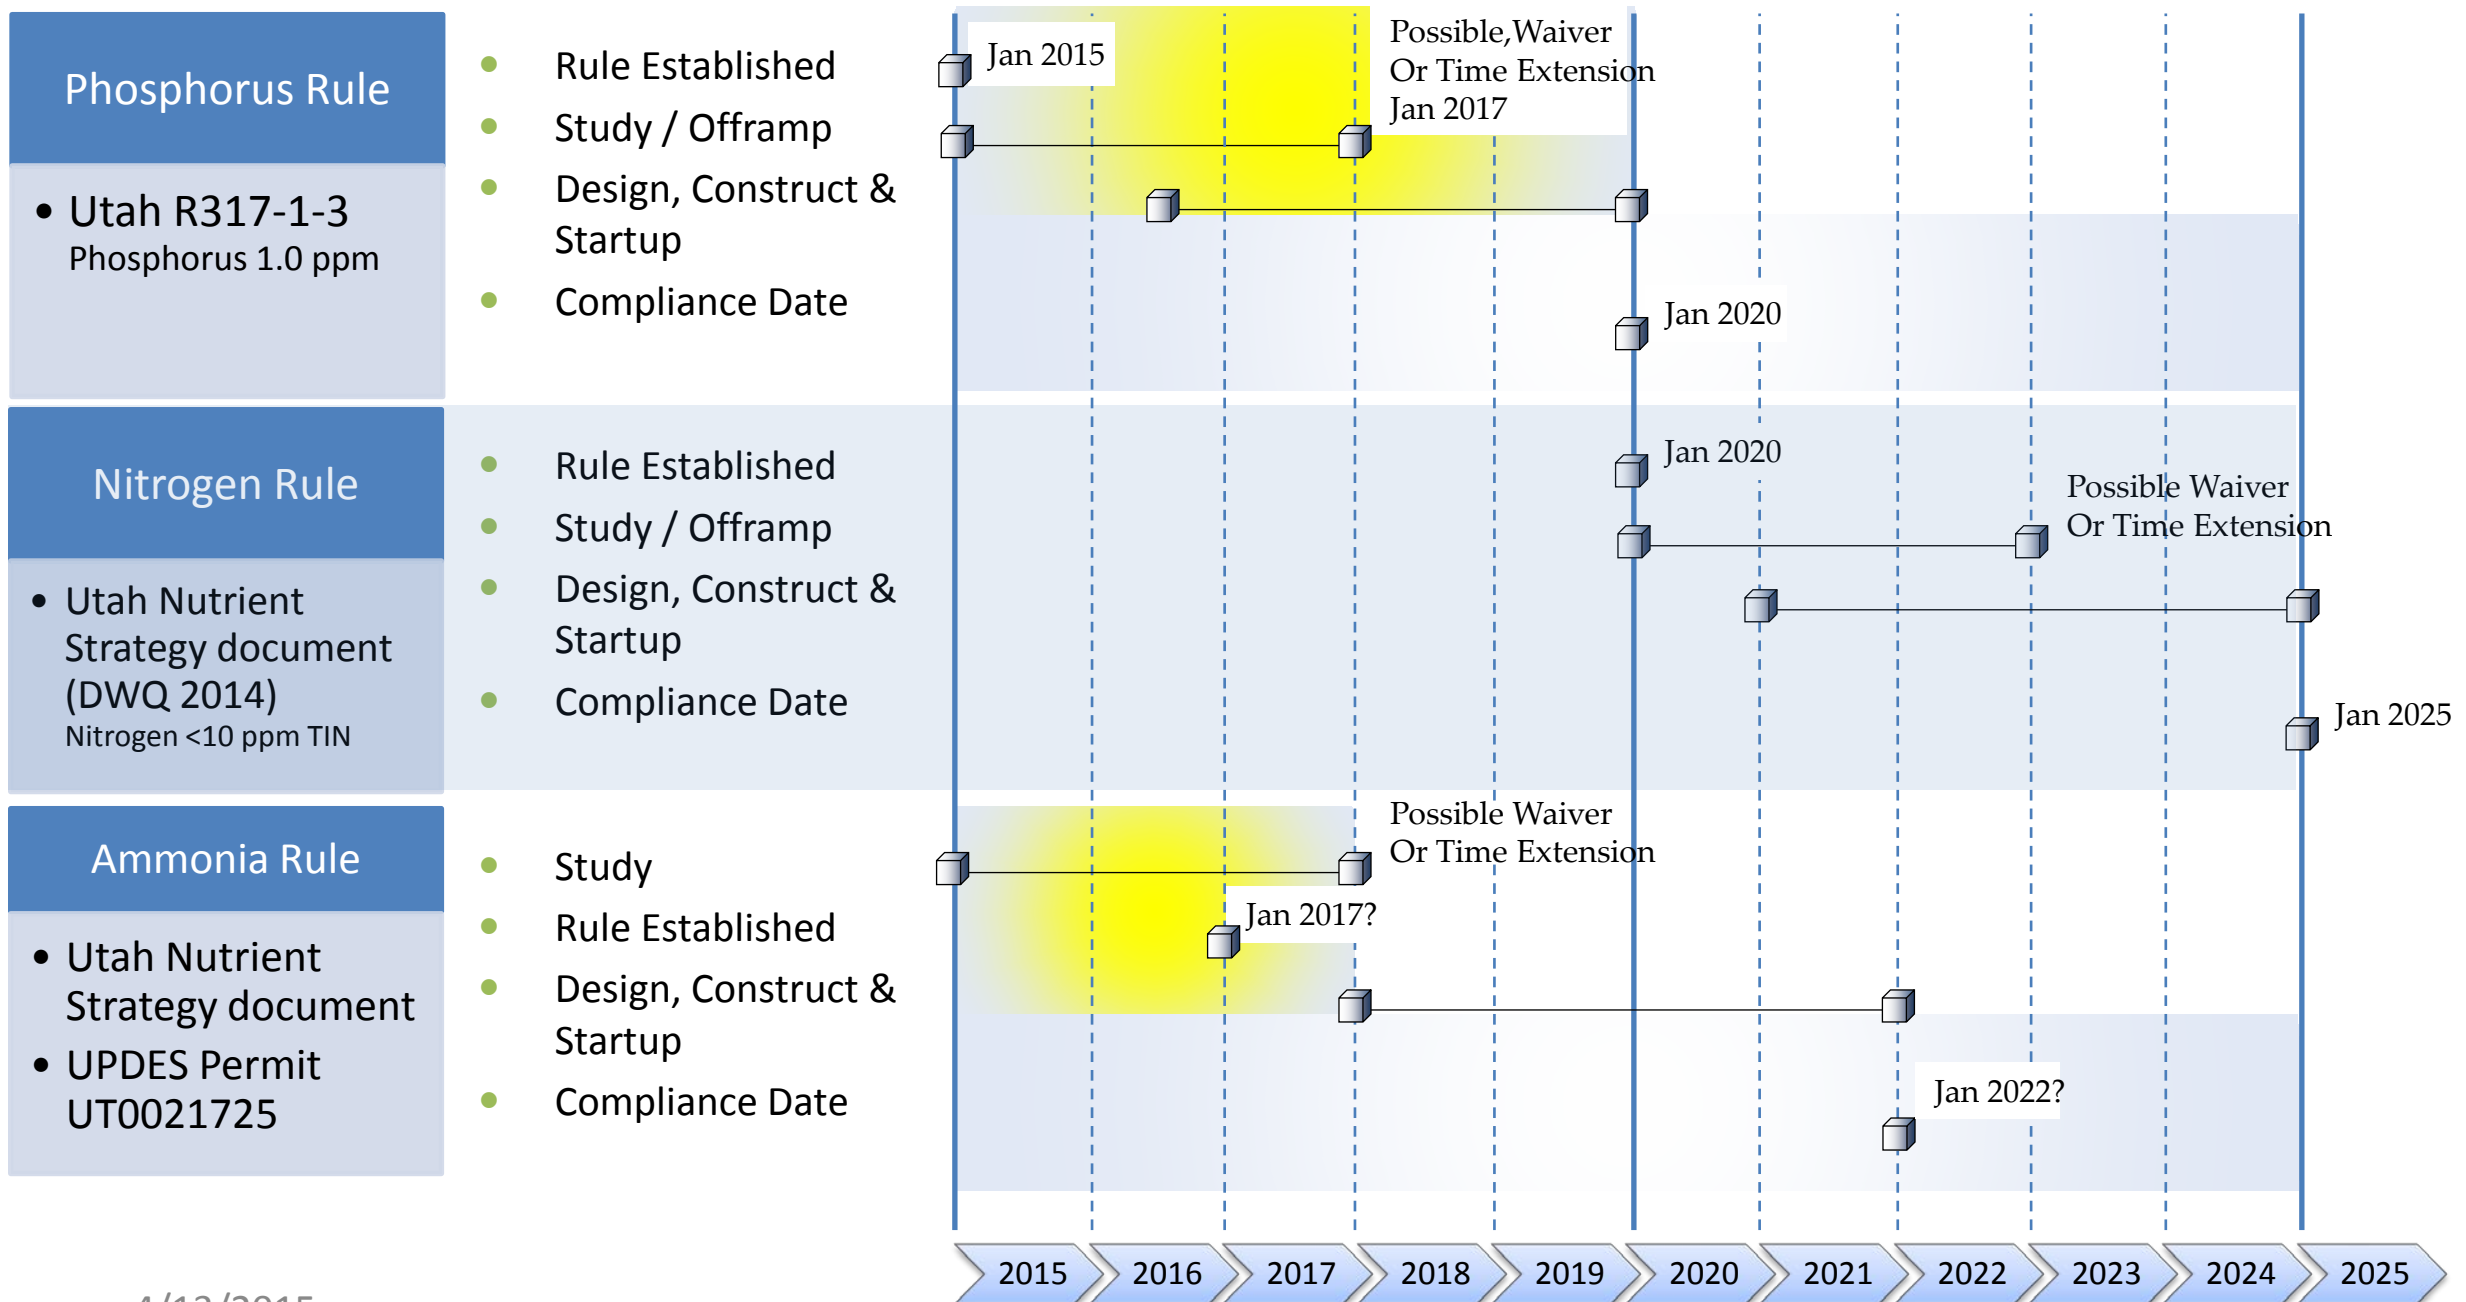 Phosphorus Rule
• Utah R317-1-3
Phosphorus 1.0 ppm
• Rule Established
• Study / Offramp
• Design, Construct &
Startup
• Compliance Date
Jan 2015
Possible,Waiver
Or Time Extension
Jan 2017
Jan 2020
Nitrogen Rule
• Utah Nutrient
Strategy document
(DWQ 2014)
Nitrogen <10 ppm TIN
• Rule Established
• Study / Offramp
• Design, Construct &
Startup
• Compliance Date
Jan 2020
Possible Waiver
Or Time Extension
Jan 2025
Ammonia Rule
• Utah Nutrient
Strategy document
• UPDES Permit
UT0021725
• Study
• Rule Established
• Design, Construct &
Startup
• Compliance Date
Possible Waiver
Or Time Extension
Jan 2017?
Jan 2022?
2015 2016 2017 2018 2019 2020 2021 2022 2023 2024 2025